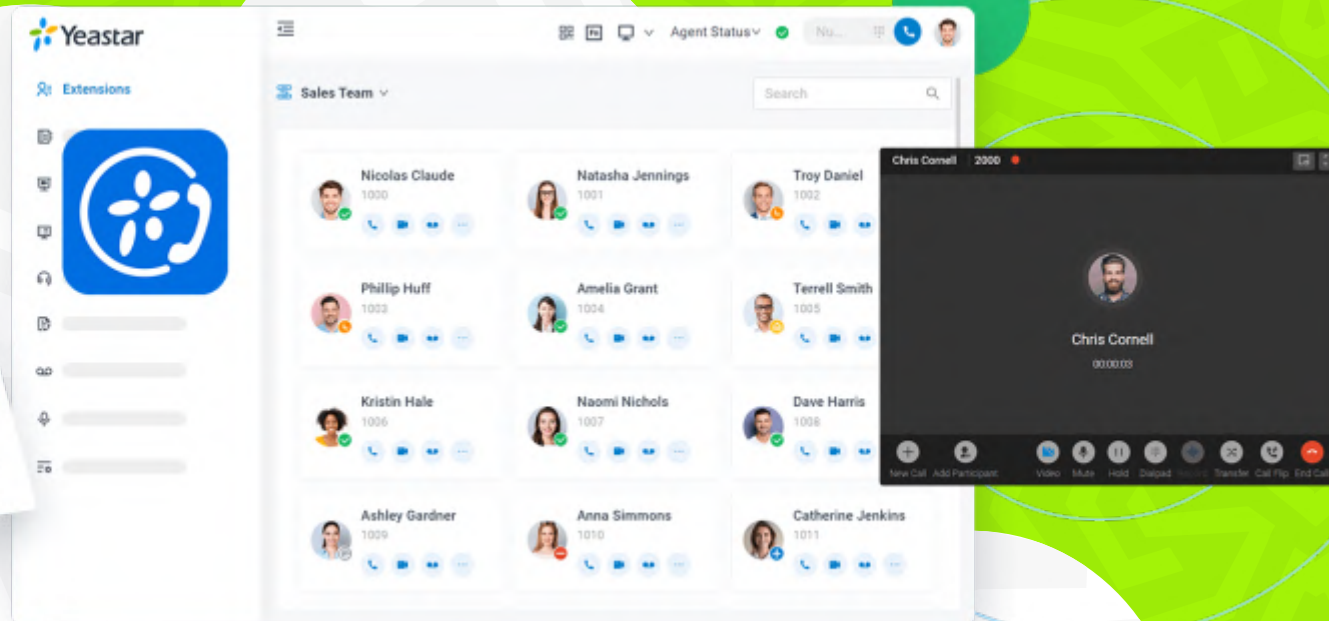 Yeastar
Agent Status
Nu...
Extensions
Sales Team
Search
Nicolas Claude
1000
Natasha Jennings
1001
Troy Daniel
1002
Phillip Huff
1003
Amelia Grant
1004
Terrell Smith
1005
Kristin Hale
1006
Naomi Nichols
1007
Dave Harris
1008
Ashley Gardner
1009
Anna Simmons
1010
Catherine Jenkins
1011
Chris Cornell 2000
Chris Cornell
00:00:03
New Call Add Participant Video Mute Hold Dialpad Transfer Call Flip End Call